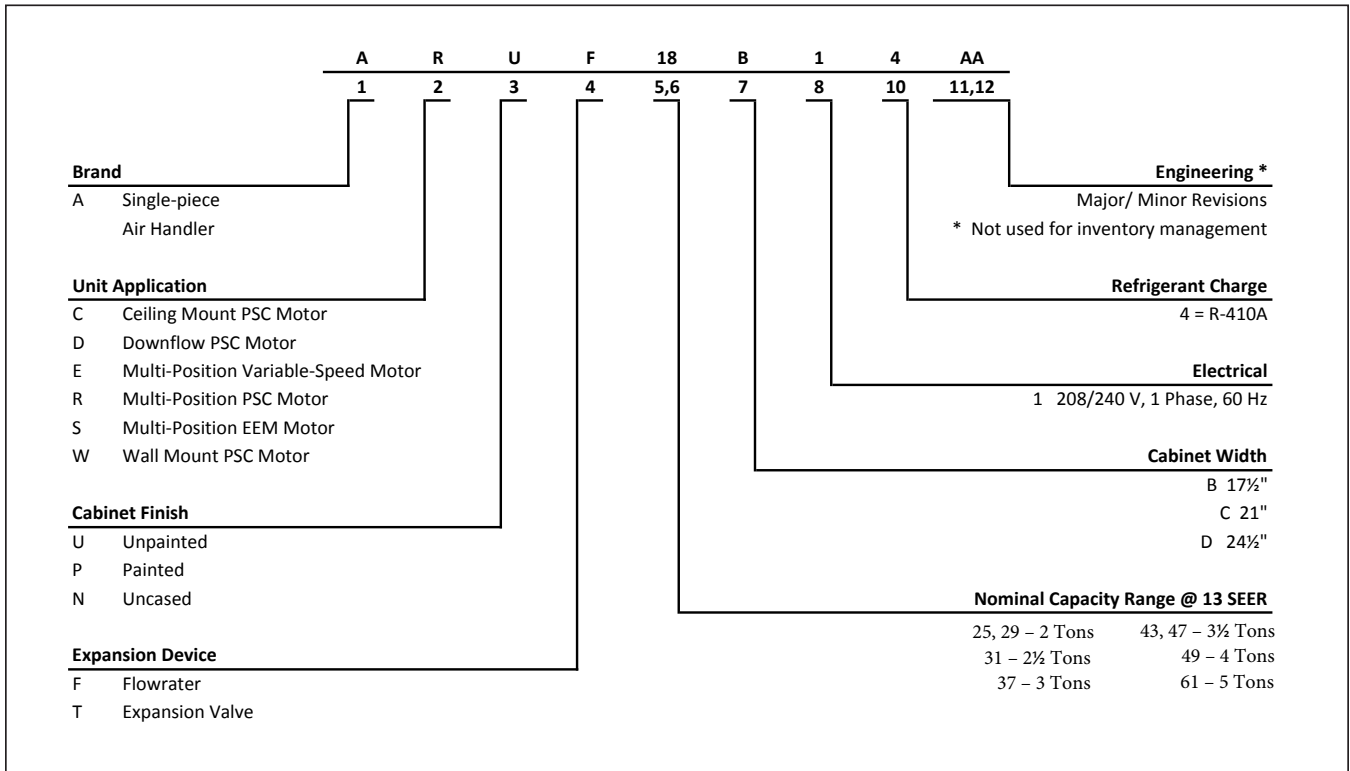 A R U F 18 B 1 4 AA
1 2 3 4 5,6 7 8 10 11,12
Brand
A Single-piece
Air Handler
Unit Application
C Ceiling Mount PSC Motor
D Downflow PSC Motor
E Multi-Position Variable-Speed Motor
R Multi-Position PSC Motor
S Multi-Position EEM Motor
W Wall Mount PSC Motor
Cabinet Finish
U Unpainted
P Painted
N Uncased
Expansion Device
F Flowrater
T Expansion Valve
Engineering *
Major/ Minor Revisions
* Not used for inventory management
Refrigerant Charge
4 = R-410A
Electrical
1 208/240 V, 1 Phase, 60 Hz
Cabinet Width
B 17½"
C 21"
D 24½"
Nominal Capacity Range @ 13 SEER
25, 29 – 2 Tons 43, 47 – 3½ Tons
31 – 2½ Tons 49 – 4 Tons
37 – 3 Tons 61 – 5 Tons